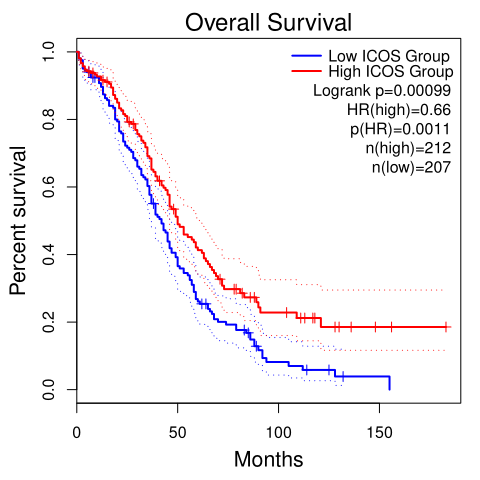 Overall Survival
Low ICOS Group
High ICOS Group
Logrank p=0.00099
HR(high)=0.66
p(HR)=0.0011
n(high)=212
n(low)=207
Percent survival
1.0
0.8
0.6
0.4
0.2
0.0
0 50 100 150
Months